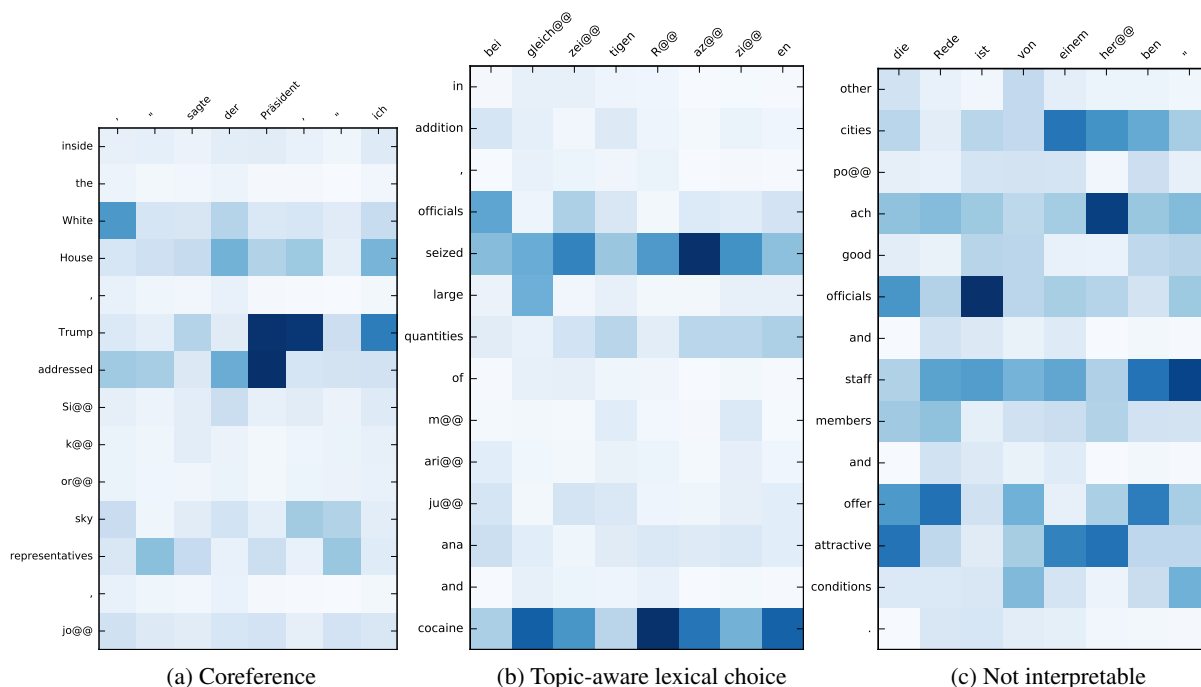 , “ sagte der Präsident , “ ich
inside
the
White
House
,
Trump
addressed
Si@@
k@@
or@@
sky
representatives
,
jo@@
(a) Coreference
bei gleich@@ zei@@ tigen R@@ az@@ zi@@ en
in
addition
,
officials
seized
large
quantities
of
m@@
ari@@
ju@@
ana
and
cocaine
(b) Topic-aware lexical choice
die Rede ist von einem her@@ ben “
other
cities
po@@
ach
good
officials
and
staff
members
and
offer
attractive
conditions
.
(c) Not interpretable